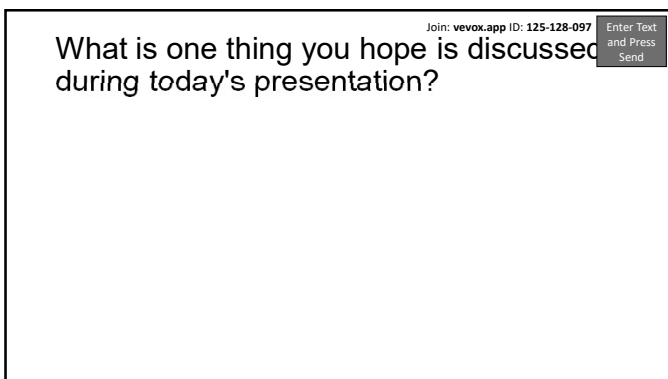 Join: vevox.app ID: 125-128-097
Enter Text
and Press
Send
What is one thing you hope is discussed
during today's presentation?